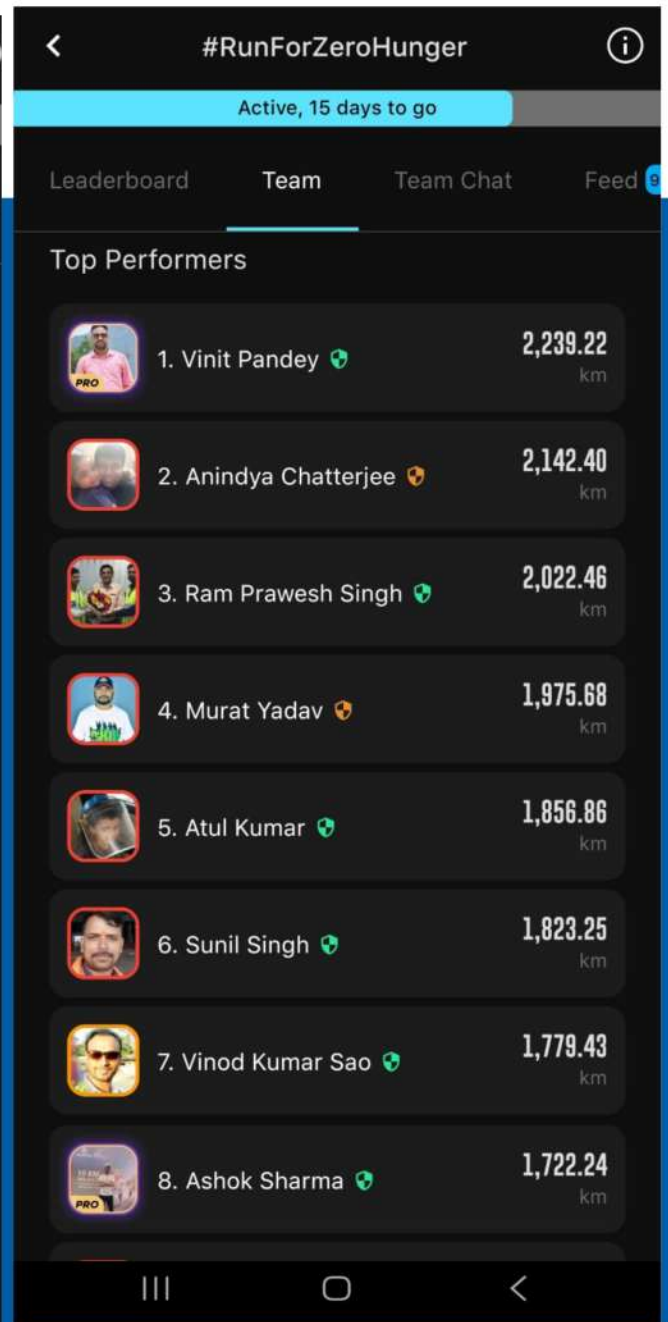 #RunForZeroHunger
Active, 15 days to go
Leaderboard Team Team Chat Feed 9
Top Performers
PRO 1. Vinit Pandey 2,239.22
km
2. Anindya Chatterjee 2,142.40
km
3. Ram Prawesh Singh 2,022.46
km
4. Murat Yadav 1,975.68
km
5. Atul Kumar 1,856.86
km
6. Sunil Singh 1,823.25
km
7. Vinod Kumar Sao 1,779.43
km
PRO 8. Ashok Sharma 1,722.24
km